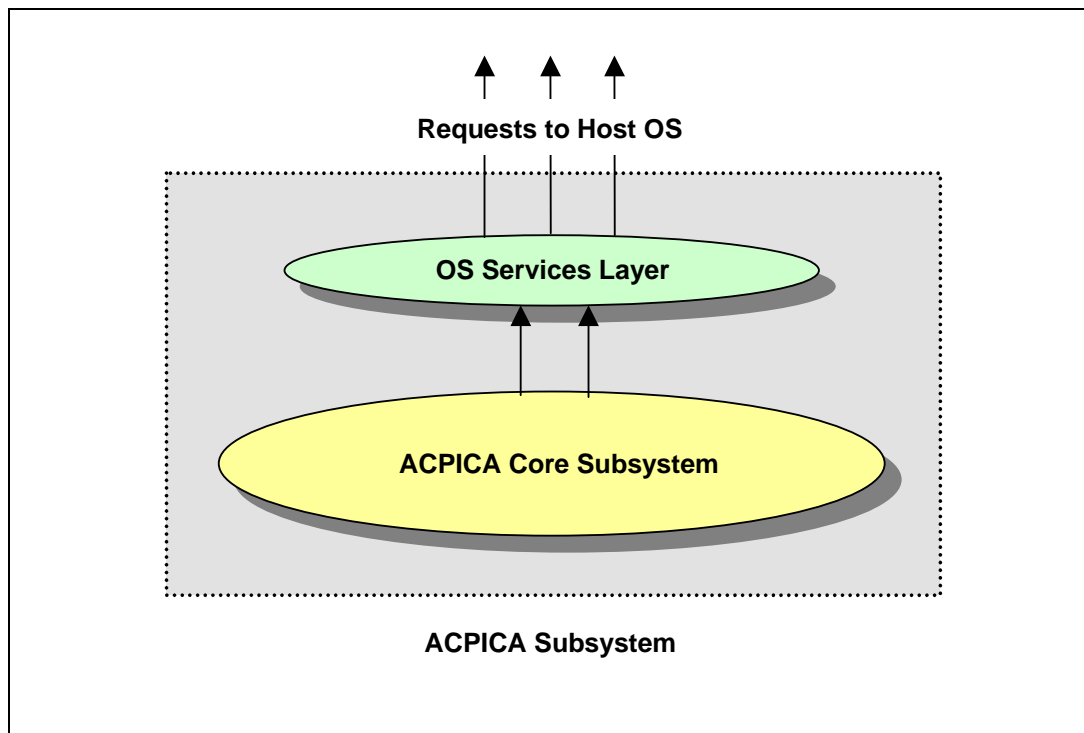 Requests to Host OS
OS Services Layer
ACPICA Core Subsystem
ACPICA Subsystem